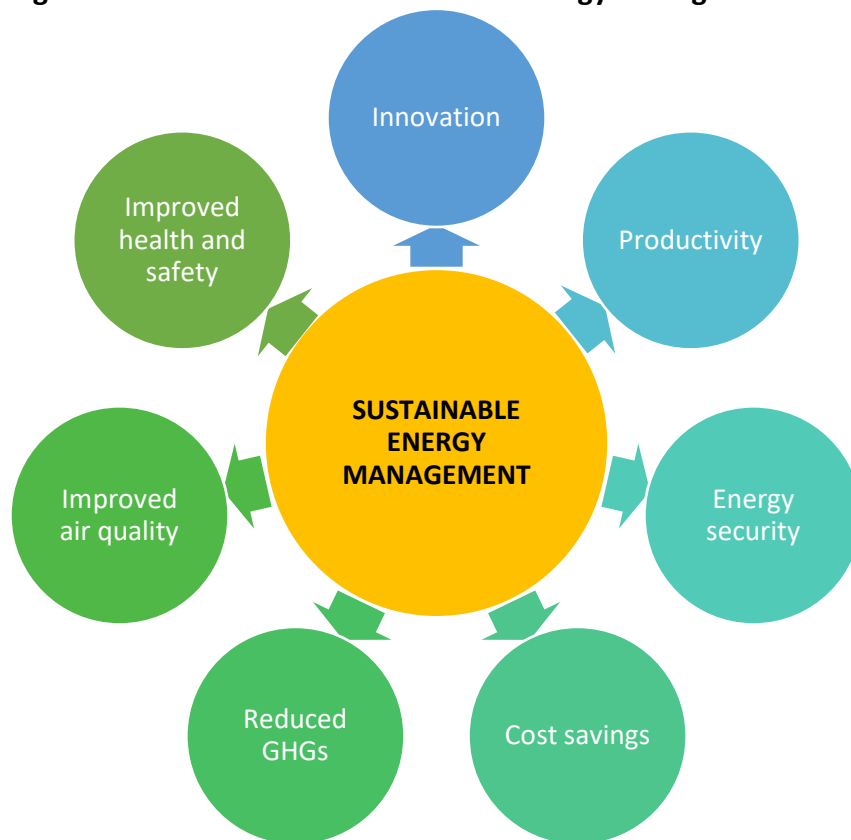 Innovation
Productivity
Energy
security
Cost savings
Reduced
GHGs
Improved
air quality
Improved
health and
safety
SUSTAINABLE
ENERGY
MANAGEMENT